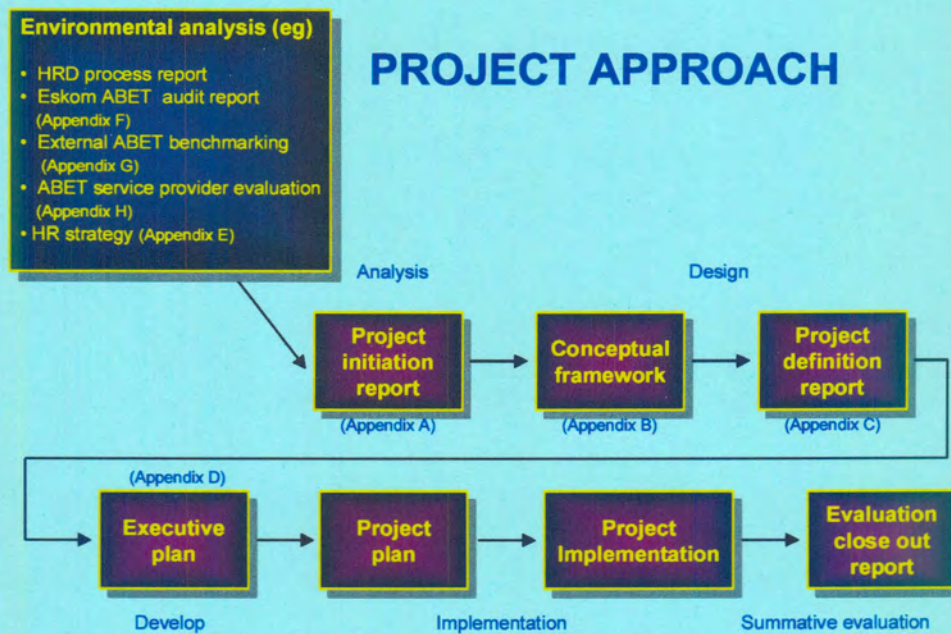 Environmental analysis (eg)
• HRD process report
• Eskom ABET audit report
(Appendix F)
• External ABET benchmarking
(Appendix G)
• ABET service provider evaluation
(Appendix H)
• HR strategy (Appendix E)
PROJECT APPROACH
Analysis
Design
Project
initiation
report
(Appendix A)
Conceptual
framework
(Appendix B)
Project
definition
report
(Appendix C)
(Appendix D)
Executive
plan
Project
plan
Project
Implementation
Evaluation
close out
report
Develop
Implementation
Summative evaluation